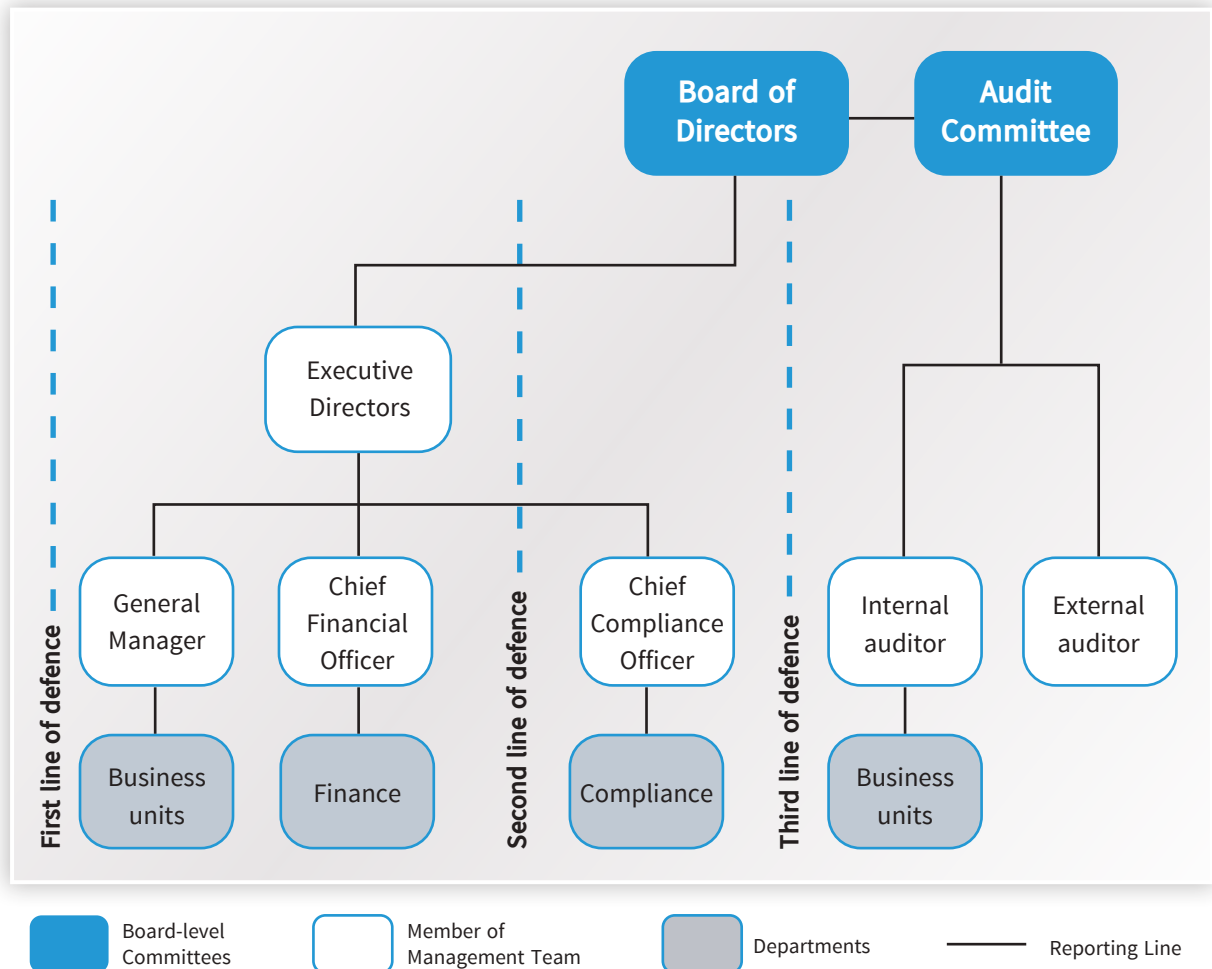 Board of
Directors
Audit
Committee
Executive
Directors
General
Manager
Chief
Financial
Officer
Chief
Compliance
Officer
Internal
auditor
External
auditor
Business
units
Finance
Compliance
Business
units
First line of defence
Second line of defence
Third line of defence
Board-level
Committees
Member of
Management Team
Departments
Reporting Line